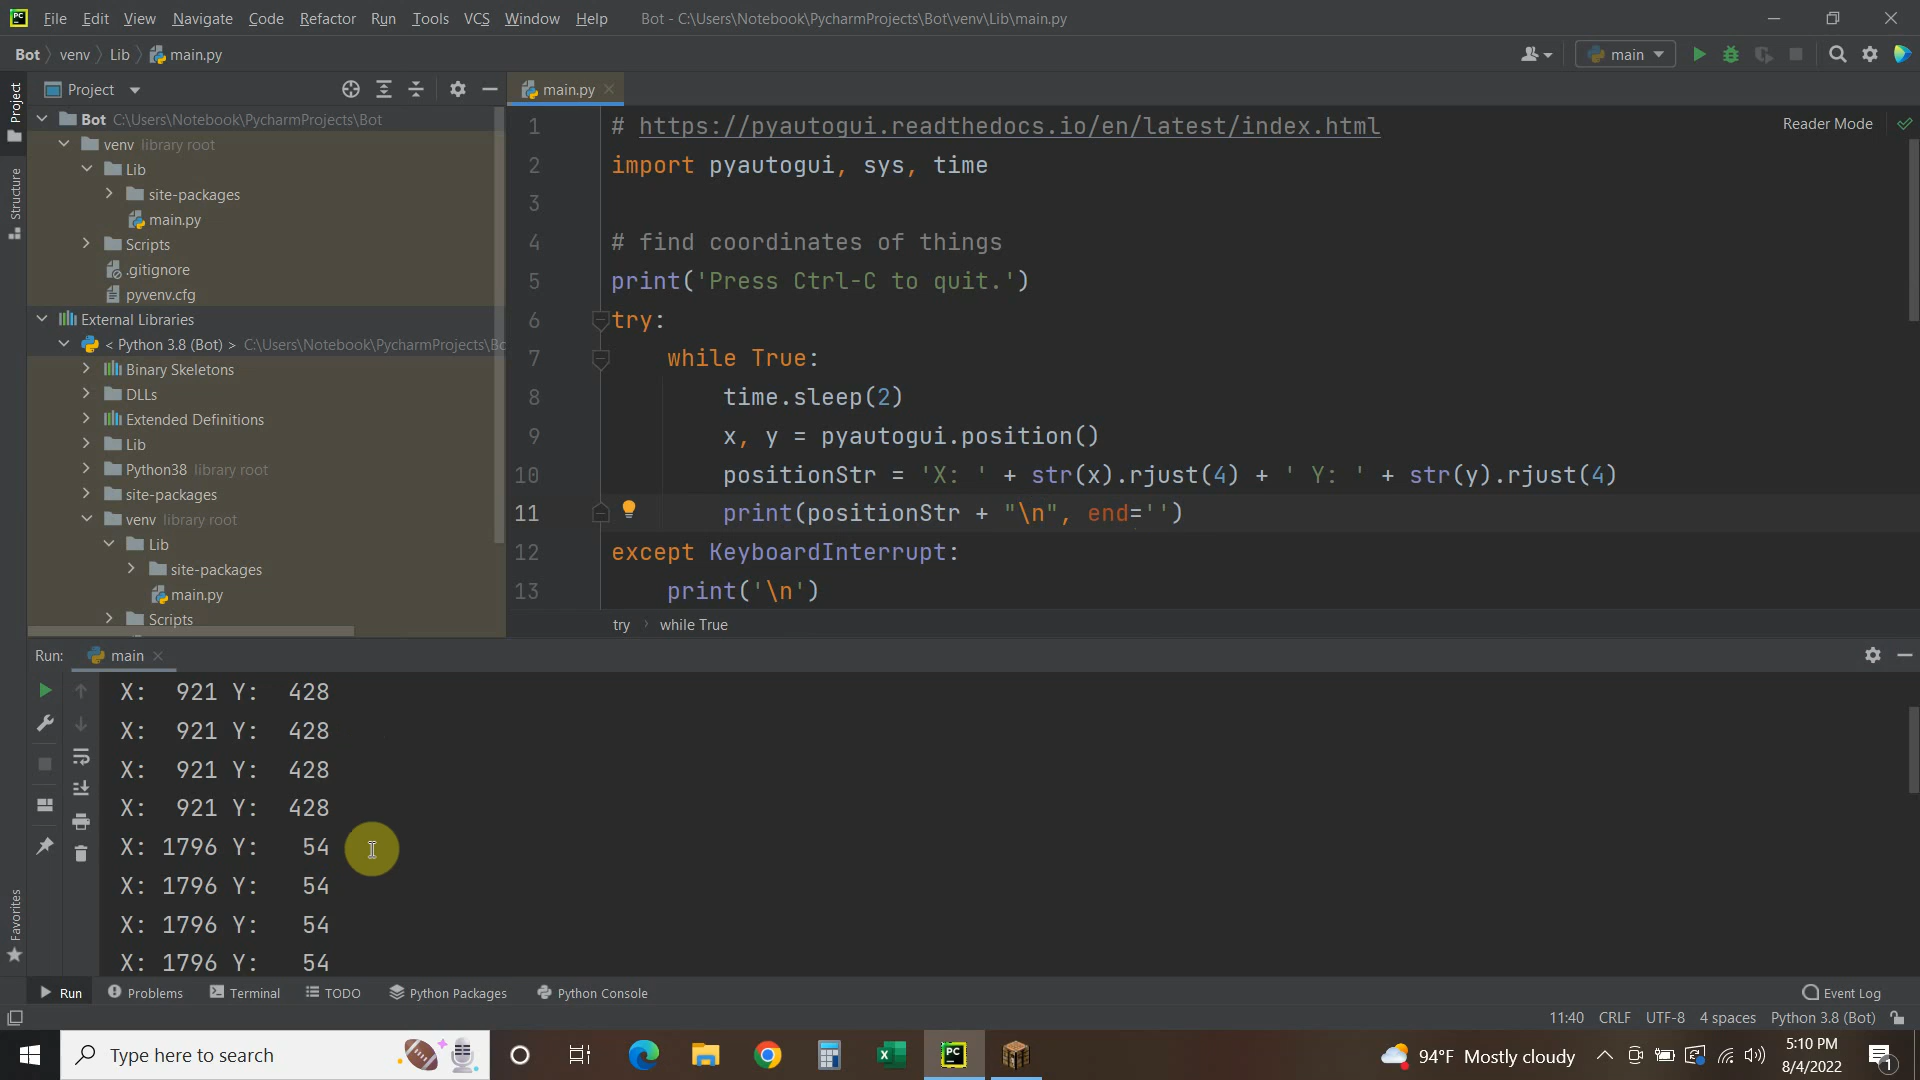 File Edit View Navigate Code Refactor Run Tools VCS Window Help Bot - C:\Users\Notebook\PycharmProjects\Bot\venv\Lib\main.py
Bot venv Lib main.py
main
Project
Project
Structure
Favorites
Bot C:\Users\Notebook\PycharmProjects\Bot
venv library root
Lib
site-packages
main.py
Scripts
.gitignore
pyvenv.cfg
External Libraries
< Python 3.8 (Bot) > C:\Users\Notebook\PycharmProjects\Bo
Binary Skeletons
DLLs
Extended Definitions
Lib
Python38 library root
site-packages
venv library root
Lib
site-packages
main.py
Scripts
main.py
Reader Mode
1 # https://pyautogui.readthedocs.io/en/latest/index.html
2 import pyautogui, sys, time
3
4 # find coordinates of things
5 print('Press Ctrl-C to quit.')
6 try:
7 while True:
8 time.sleep(2)
9 x, y = pyautogui.position()
10 positionStr = 'X: ' + str(x).rjust(4) + ' Y: ' + str(y).rjust(4)
11 print(positionStr + "\n", end='')
12 except KeyboardInterrupt:
13 print('\n')
try while True
Run: main
X:  921 Y:  428
X:  921 Y:  428
X:  921 Y:  428
X:  921 Y:  428
X: 1796 Y:   54
X: 1796 Y:   54
X: 1796 Y:   54
X: 1796 Y:   54
Run Problems Terminal TODO Python Packages Python Console Event Log
11:40 CRLF UTF-8 4 spaces Python 3.8 (Bot)
Type here to search
PC
94°F Mostly cloudy
5:10 PM
8/4/2022
1